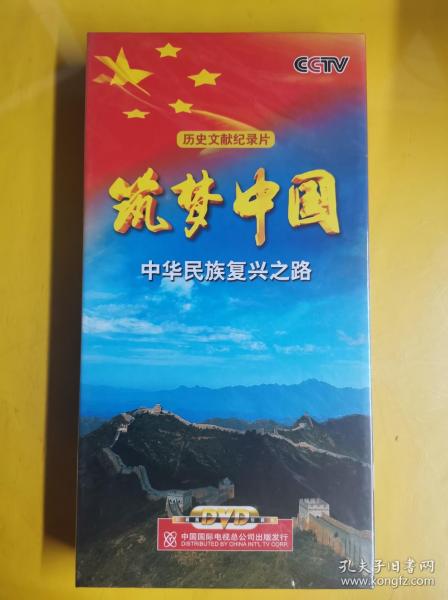 CCTV
历史文献纪录片
筑梦中国
中华民族复兴之路
DVD
中国国际电视总公司出版发行
DISTRIBUTED BY CHINA INT'L TV CORP.
孔夫子旧书网
www.kongfz.com